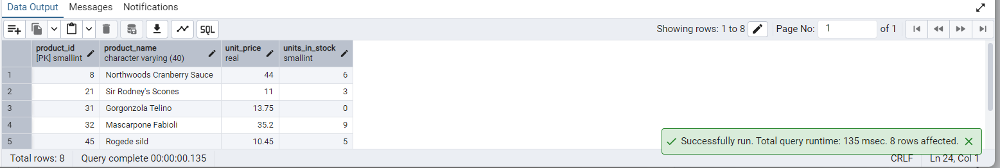 Data Output Messages Notifications
SQL Showing rows: 1 to 8 Page No: 1 of 1
product_id product_name unit_price units_in_stock
[PK] smallint character varying (40) real smallint
1 8 Northwoods Cranberry Sauce 44 6
2 21 Sir Rodney's Scones 11 3
3 31 Gorgonzola Telino 13.75 0
4 32 Mascarpone Fabioli 35.2 9
5 45 Rogede sild 10.45 5
Successfully run. Total query runtime: 135 msec. 8 rows affected.
Total rows: 8 Query complete 00:00:00.135 CRLF Ln 24, Col 1